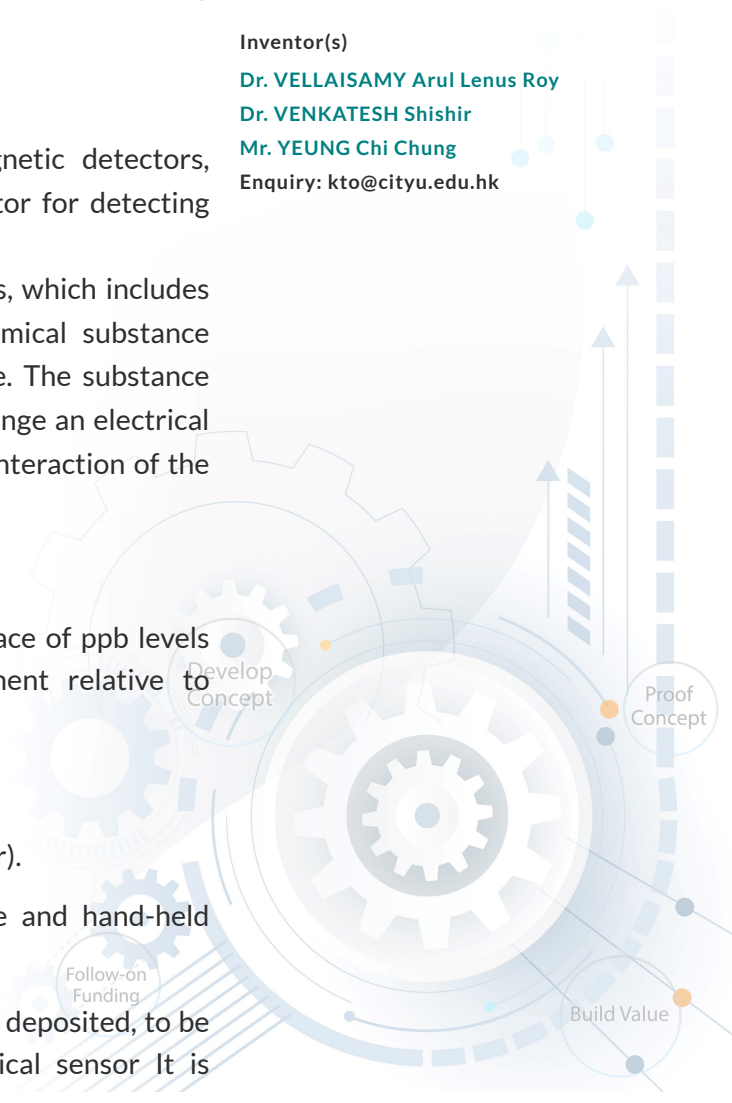 Inventor(s)
Dr. VELLAISAMY Arul Lenus Roy
Dr. VENKATESH Shishir
Mr. YEUNG Chi Chung
Enquiry: kto@cityu.edu.hk
gnetic detectors,
tor for detecting
s, which includes
mical substance
e. The substance
nge an electrical
nteraction of the
ace of ppb levels
nent relative to
r).
e and hand-held
deposited, to be
ical sensor It is
Develop
Concept
Proof
Concept
Follow-on
Funding
Build Value